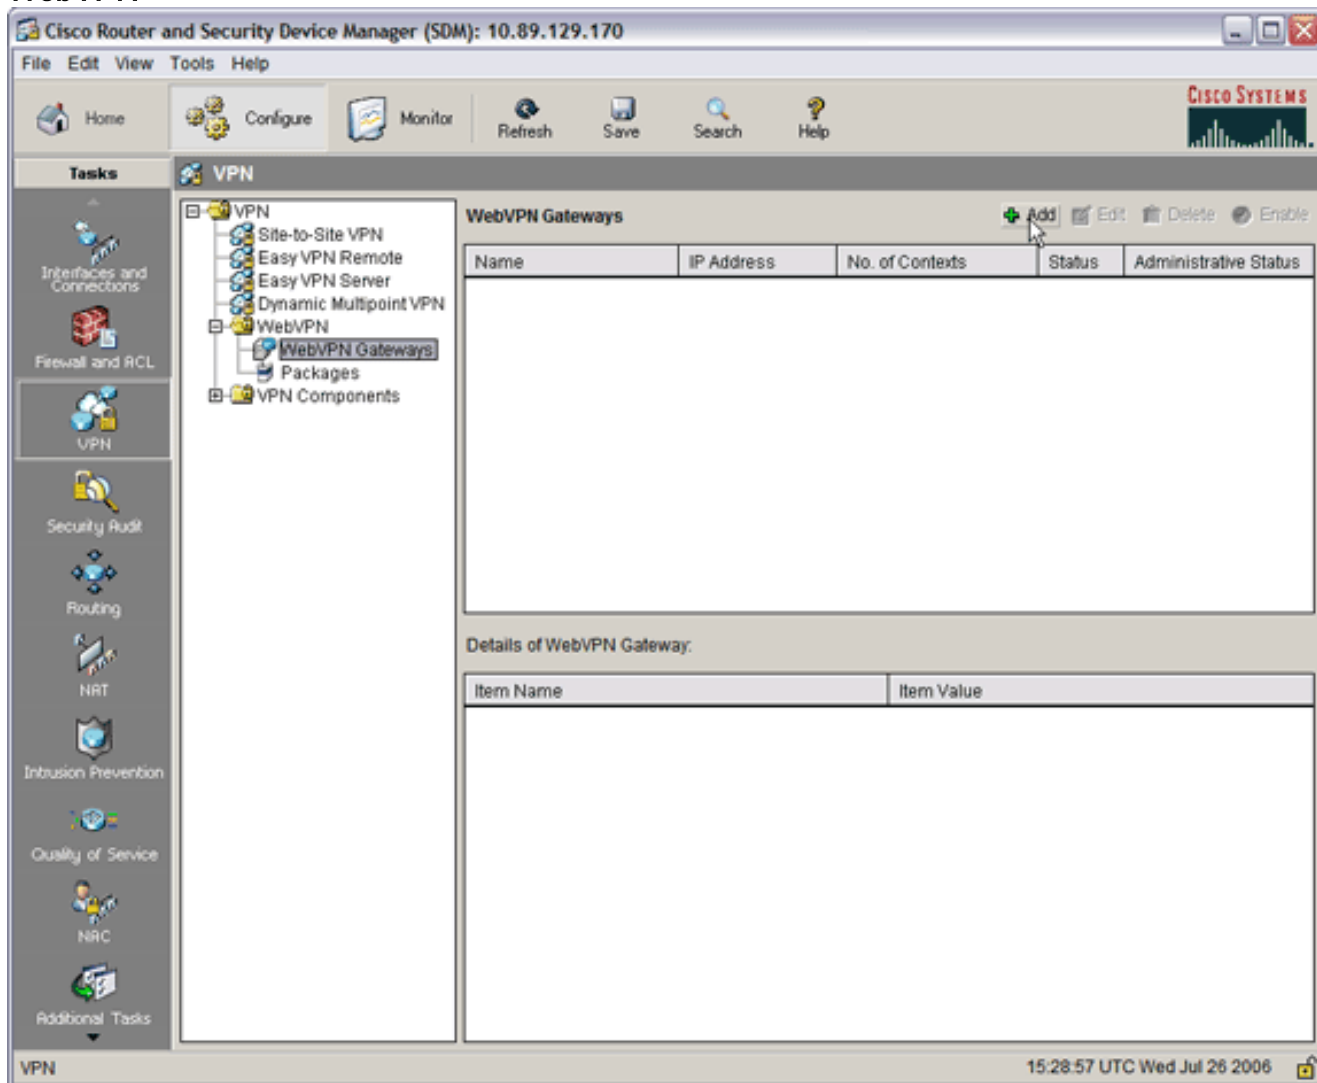 Cisco Router and Security Device Manager (SDM): 10.89.129.170
File Edit View Tools Help
Home Configure Monitor Refresh Save Search Help
CISCO SYSTEMS
Tasks
VPN
Interfaces and Connections
Firewall and ACL
VPN
Security Audit
Routing
NAT
Intrusion Prevention
Quality of Service
NAC
Additional Tasks
VPN
Site-to-Site VPN
Easy VPN Remote
Easy VPN Server
Dynamic Multipoint VPN
WebVPN
WebVPN Gateways
Packages
VPN Components
WebVPN Gateways
Add Edit Delete Enable
Name IP Address No. of Contexts Status Administrative Status
Details of WebVPN Gateway:
Item Name Item Value
VPN
15:28:57 UTC Wed Jul 26 2006